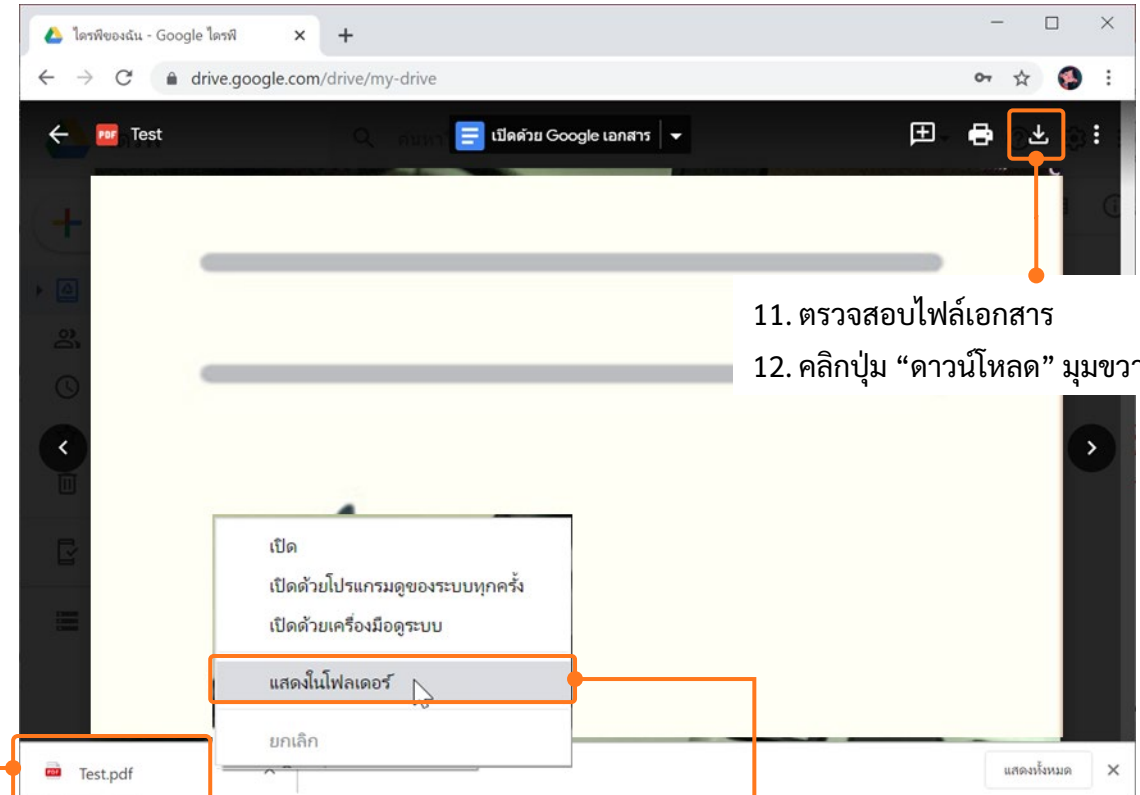 ไดรฟ์ของฉัน - Google ไดรฟ์
drive.google.com/drive/my-drive
PDF Test
เปิดด้วย Google เอกสาร
11. ตรวจสอบไฟล์เอกสาร
12. คลิกปุ่ม “ดาวน์โหลด” มุมขวา
เปิด
เปิดด้วยโปรแกรมดูของระบบทุกครั้ง
เปิดด้วยเครื่องมือดูระบบ
แสดงในโฟลเดอร์
ยกเลิก
PDF Test.pdf
แสดงทั้งหมด